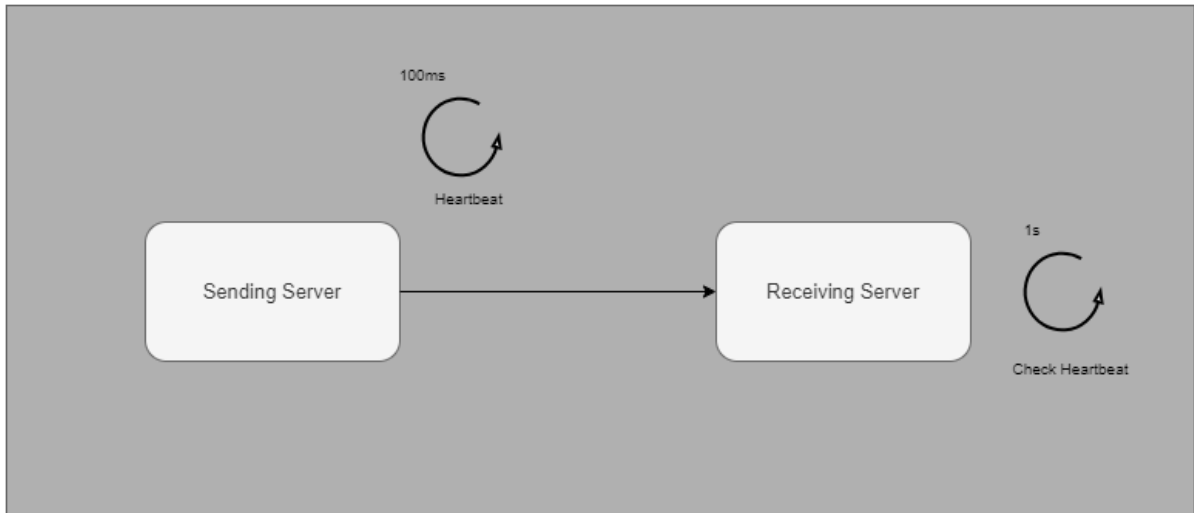 100ms
Heartbeat
Sending Server
Receiving Server
1s
Check Heartbeat